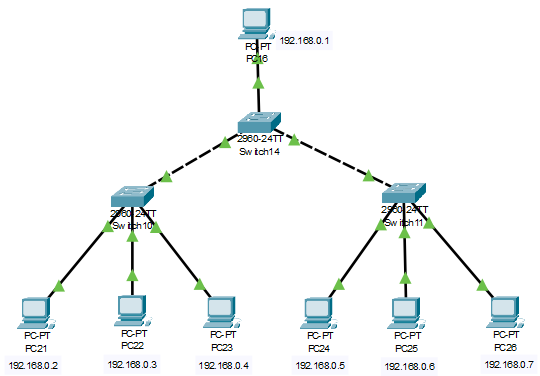 PC-PT
PC16
192.168.0.1
2960-24TT
Switch14
2960-24TT
Switch10
2960-24TT
Switch11
PC-PT
PC21
192.168.0.2
PC-PT
PC22
192.168.0.3
PC-PT
PC23
192.168.0.4
PC-PT
PC24
192.168.0.5
PC-PT
PC25
192.168.0.6
PC-PT
PC26
192.168.0.7